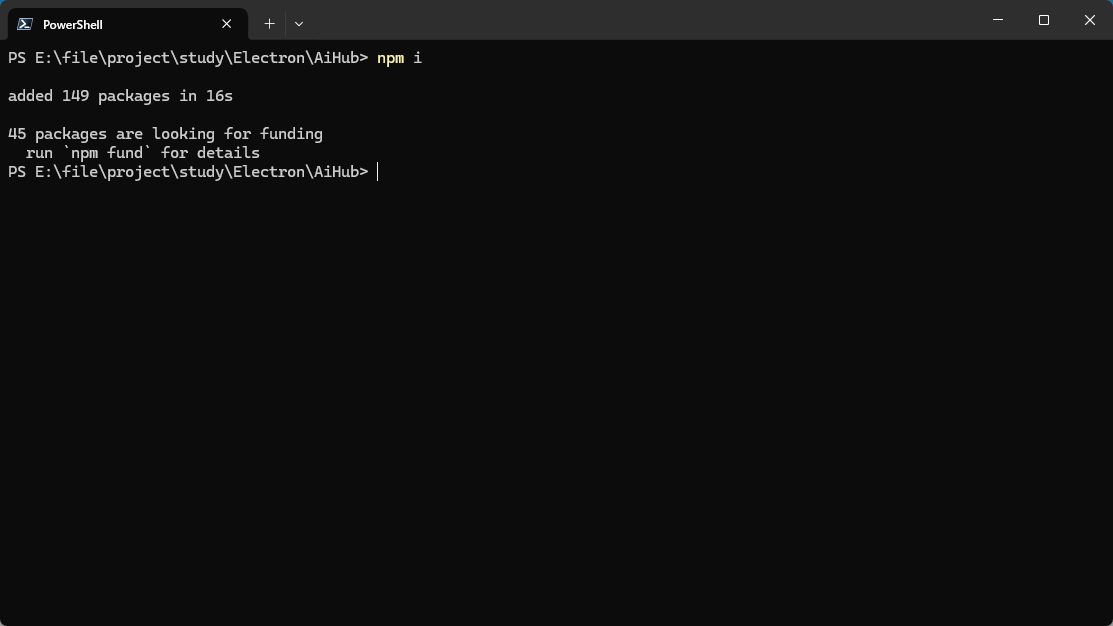 PowerShell
PS E:\file\project\study\Electron\AiHub> npm i
added 149 packages in 16s
45 packages are looking for funding
  run `npm fund` for details
PS E:\file\project\study\Electron\AiHub>